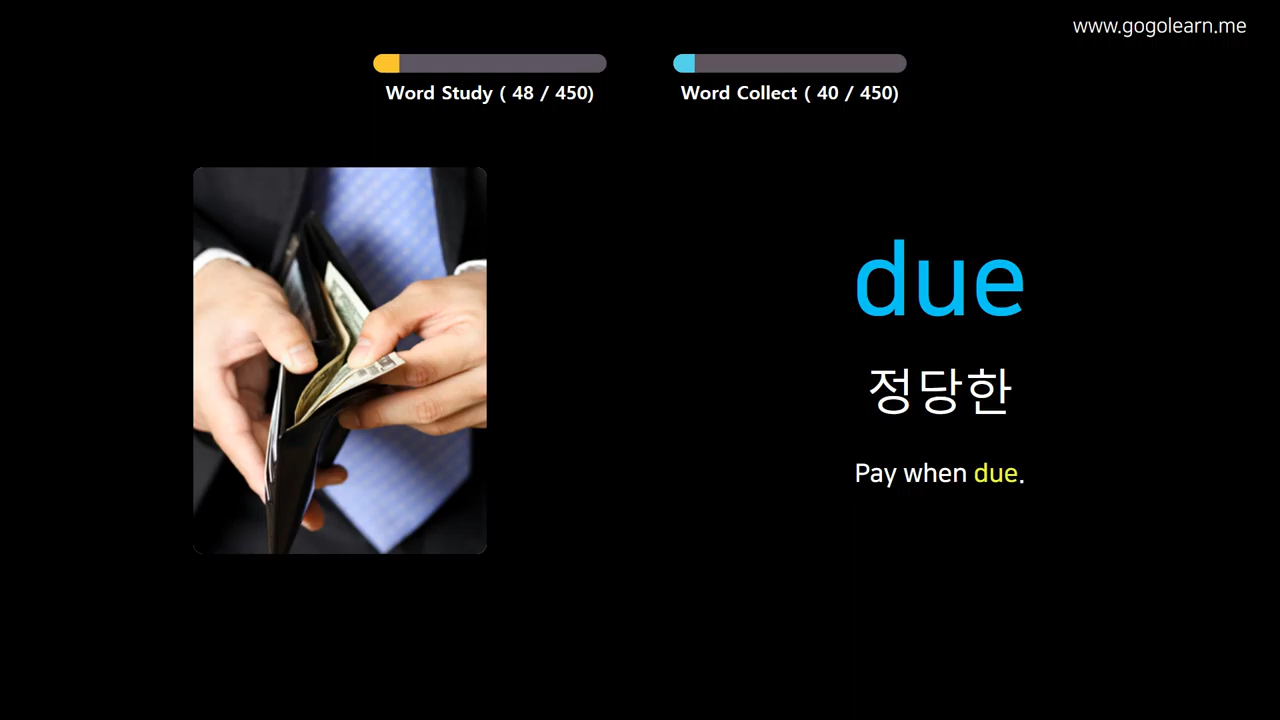 www.gogolearn.me
Word Study ( 48 / 450)
Word Collect ( 40 / 450)
due
정당한
Pay when due.